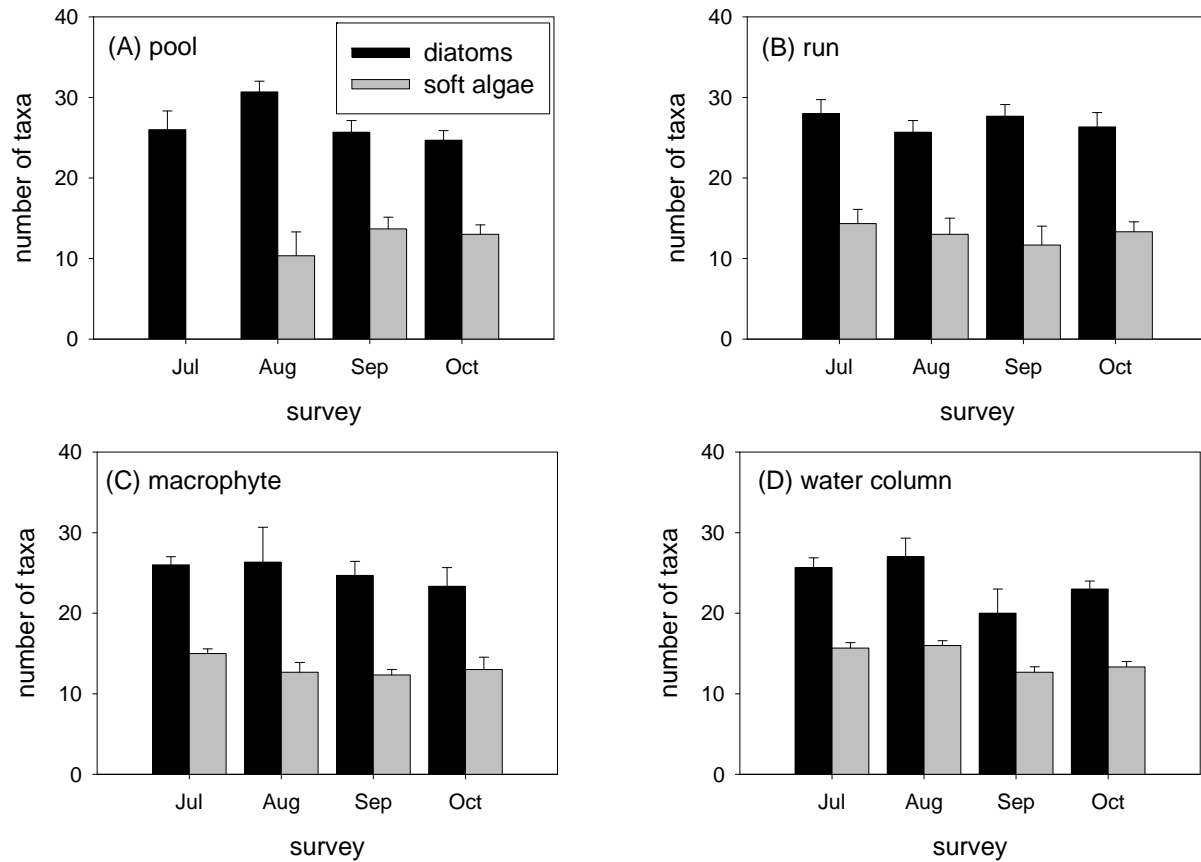 (A) pool
diatoms
soft algae
number of taxa
40
30
20
10
0
Jul Aug Sep Oct
survey
(B) run
number of taxa
40
30
20
10
0
Jul Aug Sep Oct
survey
(C) macrophyte
number of taxa
40
30
20
10
0
Jul Aug Sep Oct
survey
(D) water column
number of taxa
40
30
20
10
0
Jul Aug Sep Oct
survey